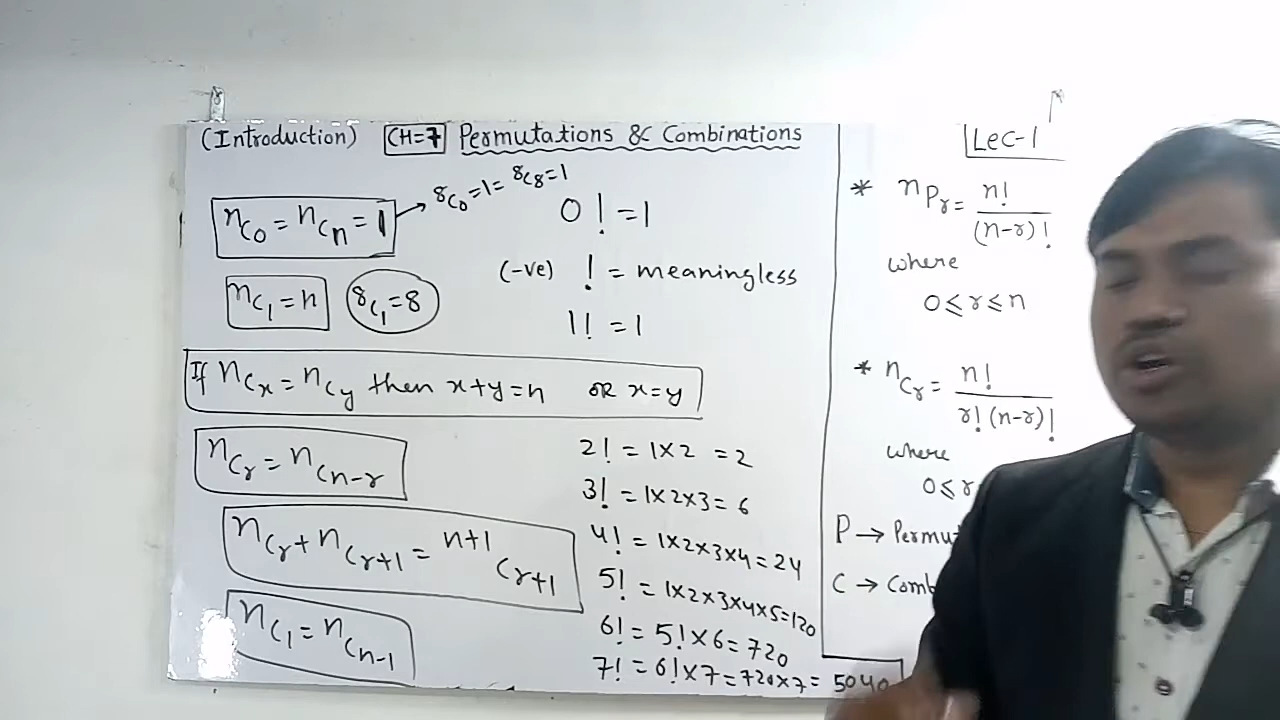 (Introduction) CH=7 Permutations & Combinations
nC0 = nCn = 1 → 8C0 = 1 = 8C8 = 1
0! = 1
(-ve) ! = meaningless
nC1 = n 8C1 = 8
1! = 1
If nCx = nCy then x+y=n OR x=y
nCr = nCn-r
nCr + nCr+1 = n+1Cr+1
nC1 = nCn-1
2! = 1×2 = 2
3! = 1×2×3 = 6
4! = 1×2×3×4 = 24
5! = 1×2×3×4×5=120
6! = 5!×6 = 720
7! = 6!×7 = 720×7 = 5040
Lec-1
* nPr = n! / (n-r)!
where
0≤r≤n
* nCr = n! / r!(n-r)!
where
0≤r
P → Permut
C → Comb